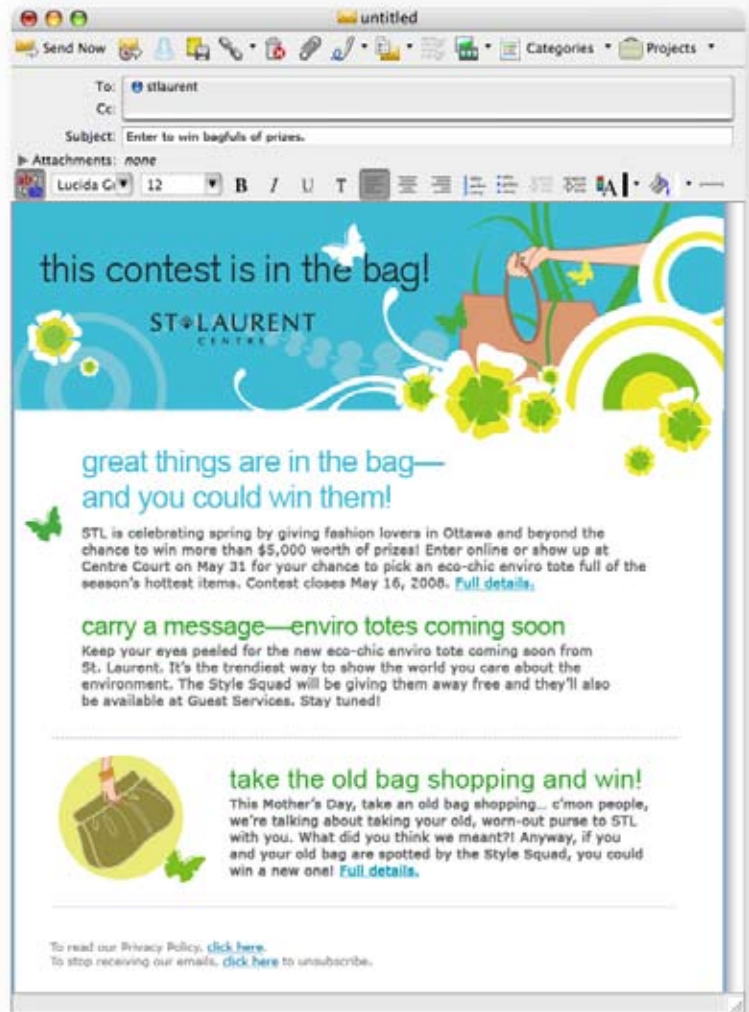 untitled
Send Now Categories Projects
To: stlaurent
Cc:
Subject: Enter to win bagfuls of prizes.
Attachments: none
Lucida Gr 12 B I U T A
this contest is in the bag!
ST LAURENT
CENTRE
great things are in the bag—
and you could win them!
STL is celebrating spring by giving fashion lovers in Ottawa and beyond the
chance to win more than $5,000 worth of prizes! Enter online or show up at
Centre Court on May 31 for your chance to pick an eco-chic enviro tote full of the
season's hottest items. Contest closes May 16, 2008. Full details.
carry a message—enviro totes coming soon
Keep your eyes peeled for the new eco-chic enviro tote coming soon from
St. Laurent. It's the trendiest way to show the world you care about the
environment. The Style Squad will be giving them away free and they'll also
be available at Guest Services. Stay tuned!
take the old bag shopping and win!
This Mother's Day, take an old bag shopping... c'mon people,
we're talking about taking your old, worn-out purse to STL
with you. What did you think we meant?! Anyway, if you
and your old bag are spotted by the Style Squad, you could
win a new one! Full details.
To read our Privacy Policy, click here.
To stop receiving our emails, click here to unsubscribe.